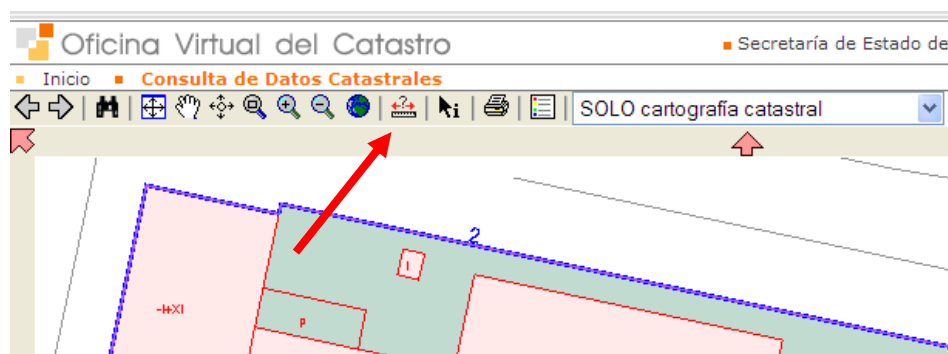 Oficina Virtual del Catastro
Secretaría de Estado de
Inicio Consulta de Datos Catastrales
SOLO cartografía catastral
2
I
-I+XI
P